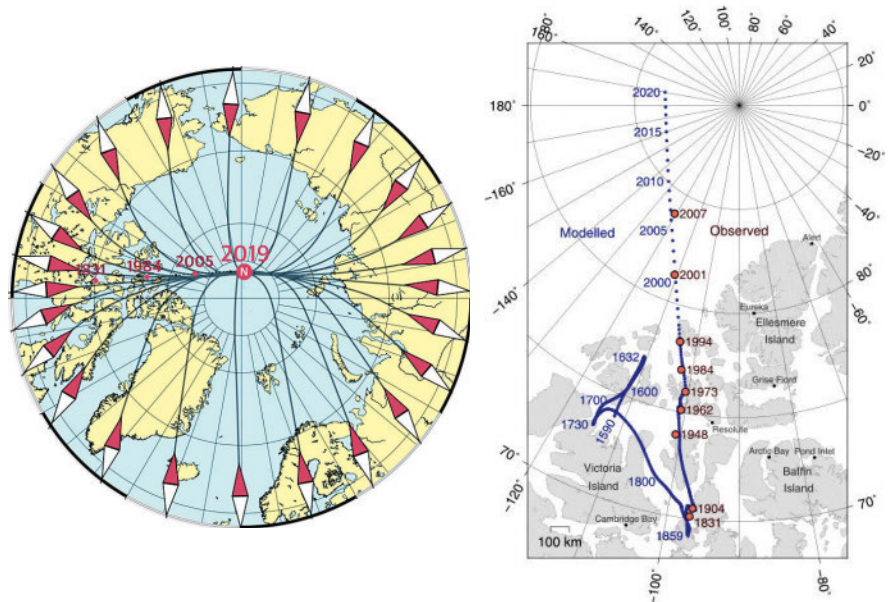 1831
1984
2005
2019
N
180°
160°
140°
120°
100°
80°
60°
40°
20°
0°
−20°
−40°
−60°
80°
70°
−80°
−100°
−120°
70°
−140°
−160°
180°
2020
2015
2010
2005
2000
Modelled
Observed
2007
2001
1994
1984
1973
1962
1948
1904
1831
1859
1800
1632
1600
1700
1730
1590
Alert
Eureka
Ellesmere
Island
Grise Fiord
Resolute
Arctic Bay
Pond Inlet
Baffin
Island
Victoria
Island
Cambridge Bay
100 km